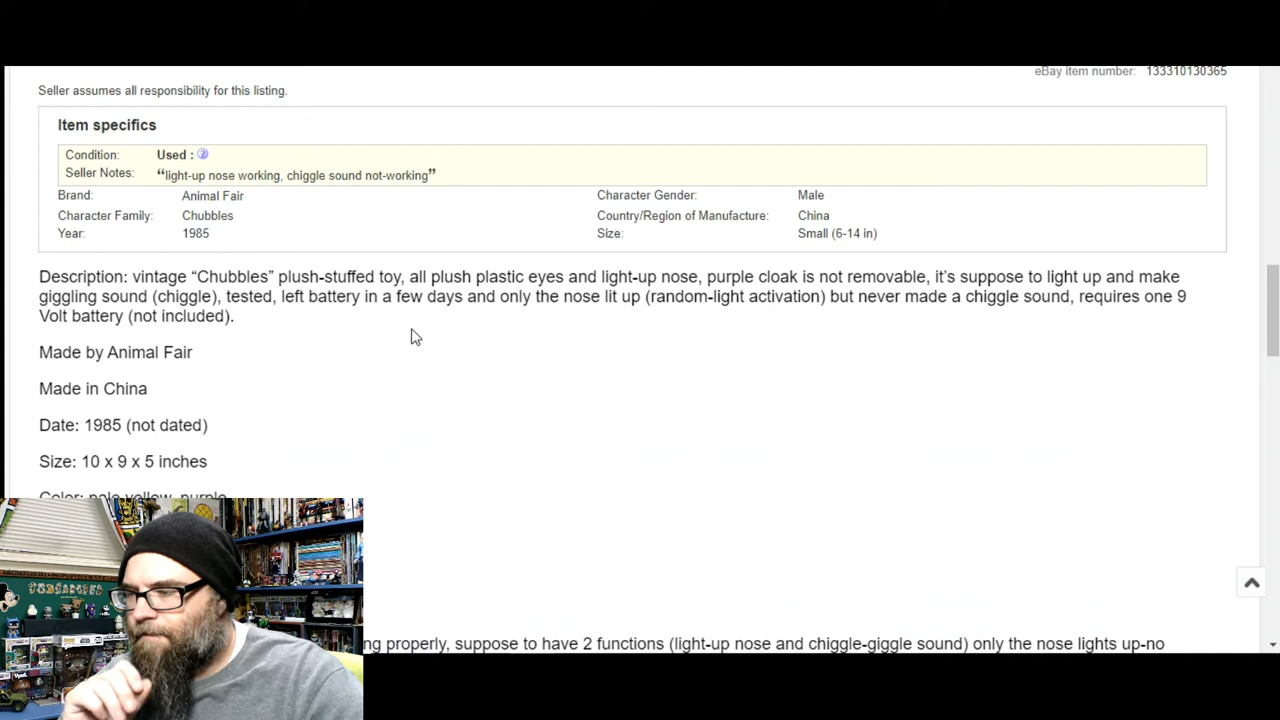 eBay item number: 133310130365
Seller assumes all responsibility for this listing.
Item specifics
Condition: Used :
Seller Notes: “light-up nose working, chiggle sound not-working”
Brand: Animal Fair Character Gender: Male
Character Family: Chubbles Country/Region of Manufacture: China
Year: 1985 Size: Small (6-14 in)
Description: vintage “Chubbles” plush-stuffed toy, all plush plastic eyes and light-up nose, purple cloak is not removable, it’s suppose to light up and make
giggling sound (chiggle), tested, left battery in a few days and only the nose lit up (random-light activation) but never made a chiggle sound, requires one 9
Volt battery (not included).
Made by Animal Fair
Made in China
Date: 1985 (not dated)
Size: 10 x 9 x 5 inches
Color: pale yellow, purple
properly, suppose to have 2 functions (light-up nose and chiggle-giggle sound) only the nose lights up-no